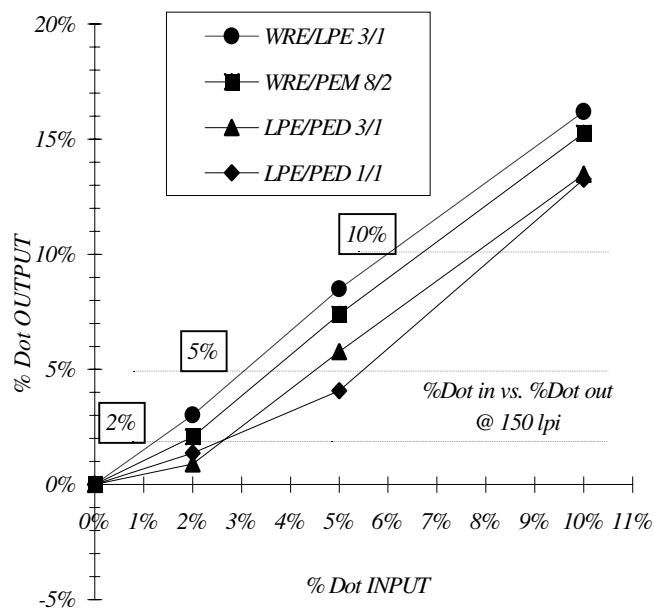 20%
WRE/LPE 3/1
WRE/PEM 8/2
LPE/PED 3/1
LPE/PED 1/1
15%
10%
10%
% Dot OUTPUT
5%
5%
%Dot in vs. %Dot out
@ 150 lpi
2%
0%
0% 1% 2% 3% 4% 5% 6% 7% 8% 9% 10% 11%
% Dot INPUT
-5%